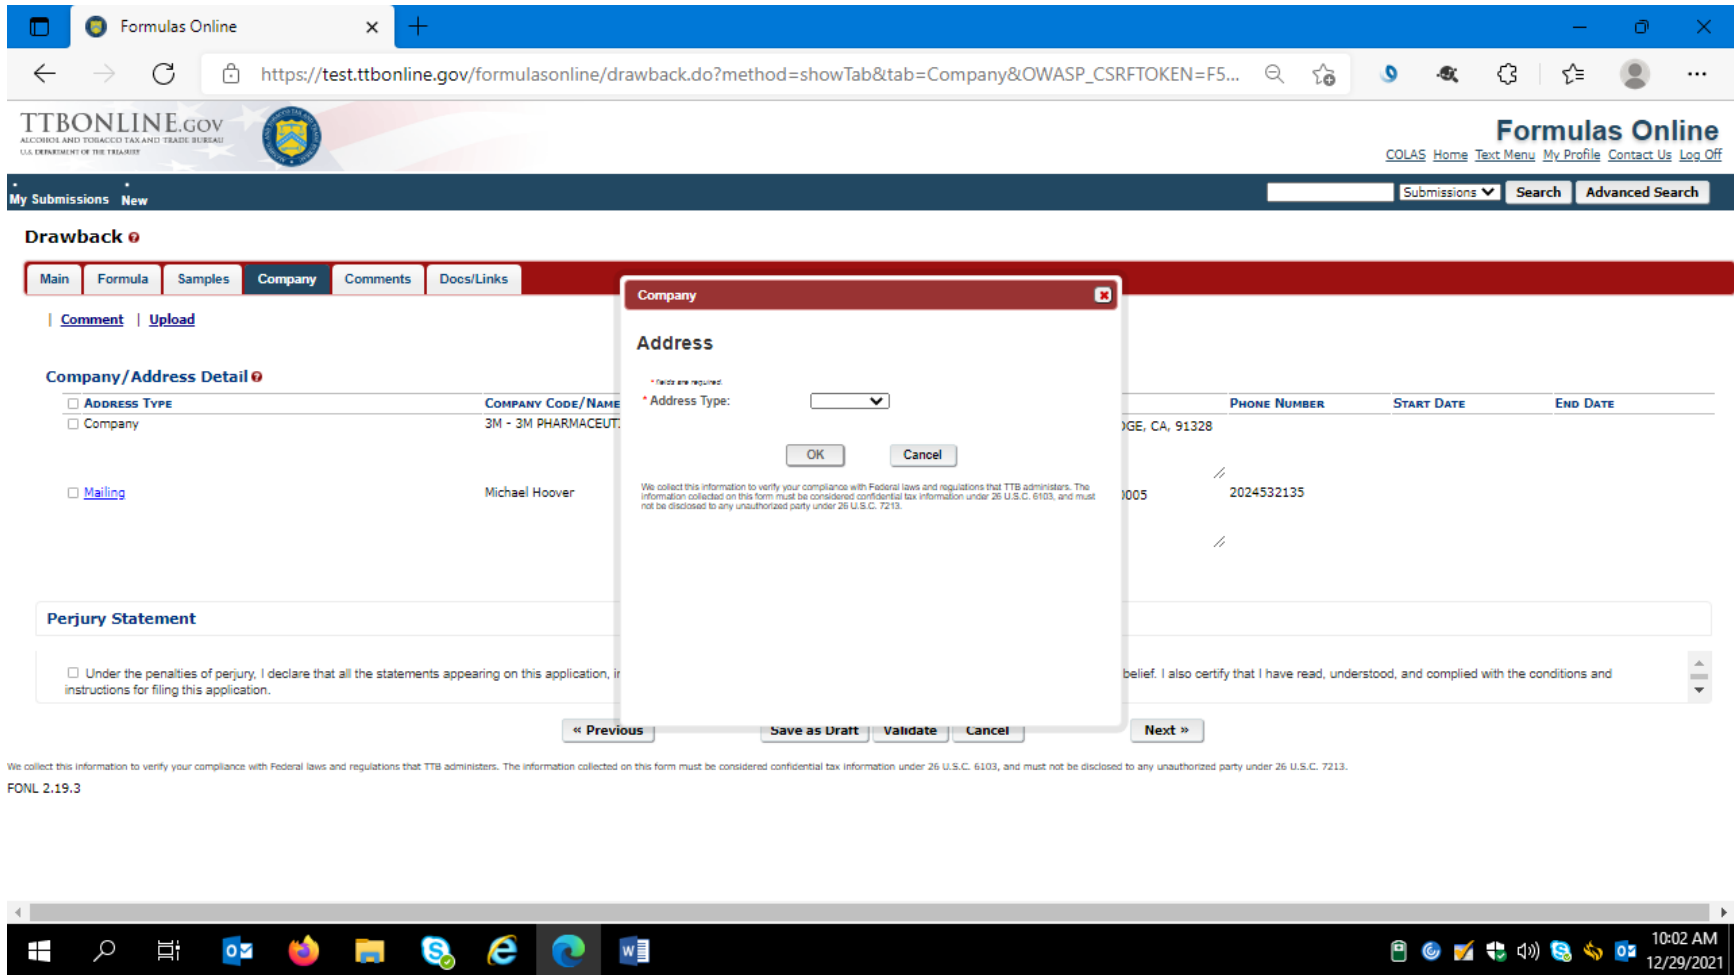 Formulas Online
https://test.ttbonline.gov/formulasonline/drawback.do?method=showTab&tab=Company&OWASP_CSRFTOKEN=F5...
TTBONLINE.GOV
ALCOHOL AND TOBACCO TAX AND TRADE BUREAU
U.S. DEPARTMENT OF THE TREASURY
Formulas Online
COLAS Home Text Menu My Profile Contact Us Log Off
My Submissions New
Submissions Search Advanced Search
Drawback
Main Formula Samples Company Comments Docs/Links
| Comment | Upload
Company/Address Detail
ADDRESS TYPE COMPANY CODE/NAME PHONE NUMBER START DATE END DATE
Company 3M - 3M PHARMACEUT GE, CA, 91328
Mailing Michael Hoover 0005 2024532135
Company
Address
* fields are required.
* Address Type:
OK Cancel
We collect this information to verify your compliance with Federal laws and regulations that TTB administers. The
information collected on this form must be considered confidential tax information under 26 U.S.C. 6103, and must
not be disclosed to any unauthorized party under 26 U.S.C. 7213.
Perjury Statement
Under the penalties of perjury, I declare that all the statements appearing on this application, belief. I also certify that I have read, understood, and complied with the conditions and
instructions for filing this application.
« Previous Save as Draft Validate Cancel Next »
We collect this information to verify your compliance with Federal laws and regulations that TTB administers. The information collected on this form must be considered confidential tax information under 26 U.S.C. 6103, and must not be disclosed to any unauthorized party under 26 U.S.C. 7213.
FONL 2.19.3
10:02 AM
12/29/2021